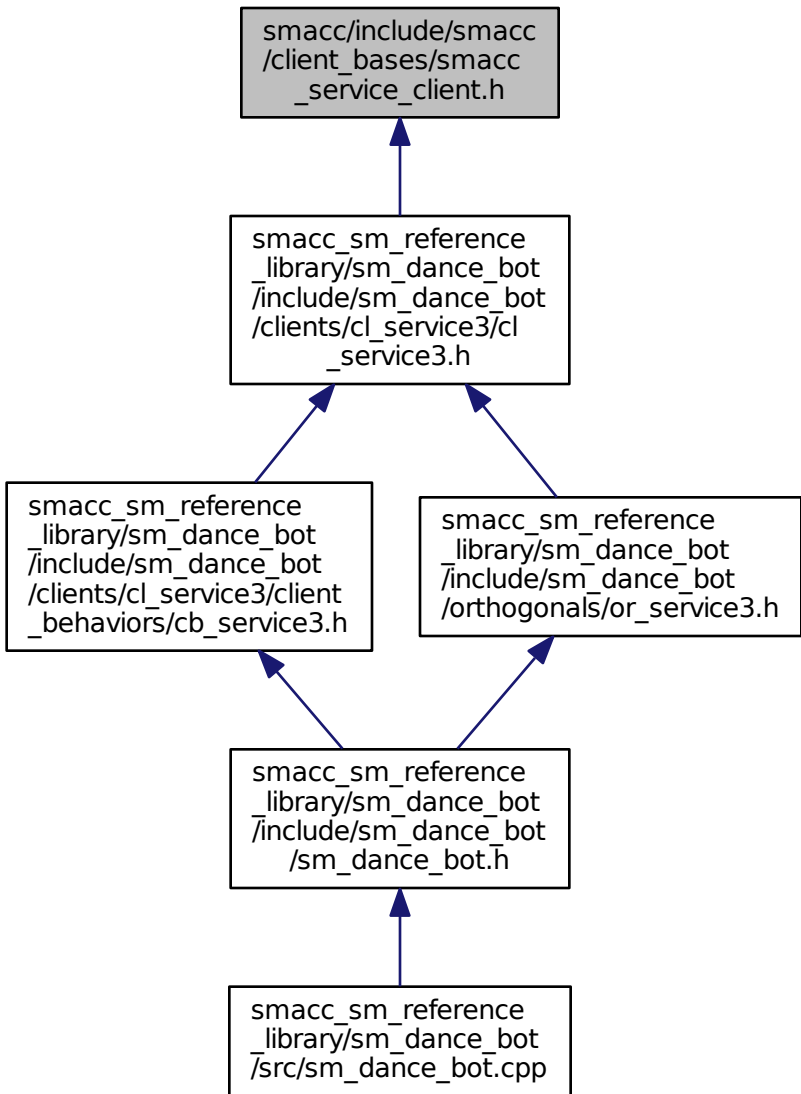 smacc/include/smacc
/client_bases/smacc
_service_client.h
smacc_sm_reference
_library/sm_dance_bot
/include/sm_dance_bot
/clients/cl_service3/cl
_service3.h
smacc_sm_reference
_library/sm_dance_bot
/include/sm_dance_bot
/clients/cl_service3/client
_behaviors/cb_service3.h
smacc_sm_reference
_library/sm_dance_bot
/include/sm_dance_bot
/orthogonals/or_service3.h
smacc_sm_reference
_library/sm_dance_bot
/include/sm_dance_bot
/sm_dance_bot.h
smacc_sm_reference
_library/sm_dance_bot
/src/sm_dance_bot.cpp